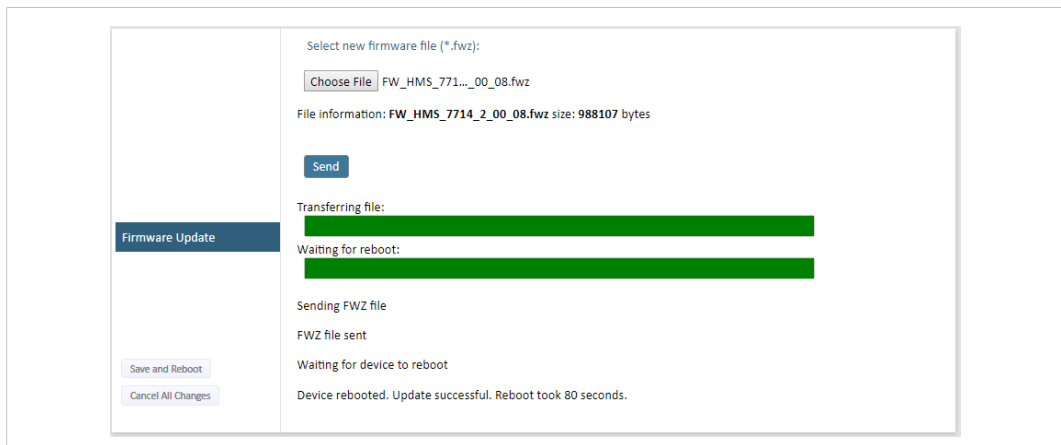 Select new firmware file (*.fwz):
Choose File FW_HMS_771..._00_08.fwz
File information: FW_HMS_7714_2_00_08.fwz size: 988107 bytes
Send
Transferring file:
Firmware Update
Waiting for reboot:
Sending FWZ file
FWZ file sent
Waiting for device to reboot
Save and Reboot
Cancel All Changes
Device rebooted. Update successful. Reboot took 80 seconds.